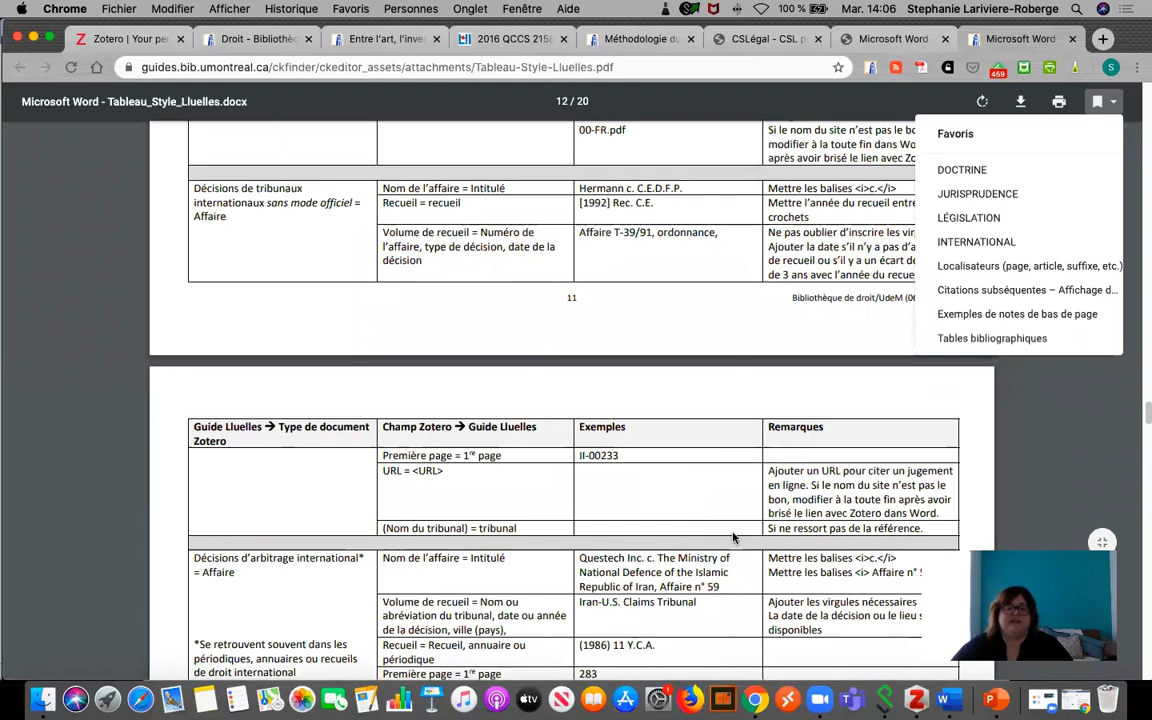 Chrome Fichier Modifier Afficher Historique Favoris Personnes Onglet Fenêtre Aide 100 % Mar. 14:06 Stephanie Lariviere-Roberge
Zotero | Your per
Droit - Bibliothè
Entre l'art, l'inve
2016 QCCS 215
Méthodologie du
CSLégal - CSL p
Microsoft Word
Microsoft Word
guides.bib.umontreal.ca/ckfinder/ckeditor_assets/attachments/Tableau-Style-Lluelles.pdf
459
S
Microsoft Word - Tableau_Style_Lluelles.docx
12 / 20
Favoris
DOCTRINE
JURISPRUDENCE
LÉGISLATION
INTERNATIONAL
Localisateurs (page, article, suffixe, etc.)
Citations subséquentes – Affichage d...
Exemples de notes de bas de page
Tables bibliographiques
00-FR.pdf
Si le nom du site n'est pas le bo
modifier à la toute fin dans Wo
après avoir brisé le lien avec Zo
Décisions de tribunaux
internationaux sans mode officiel =
Affaire
Nom de l'affaire = Intitulé
Hermann c. C.E.D.F.P.
Mettre les balises <i>c.</i>
Recueil = recueil
[1992] Rec. C.E.
Mettre l'année du recueil entre
crochets
Volume de recueil = Numéro de
l'affaire, type de décision, date de la
décision
Affaire T-39/91, ordonnance,
Ne pas oublier d'inscrire les vir
Ajouter la date s'il n'y a pas d'a
de recueil ou s'il y a un écart de
de 3 ans avec l'année du recue
11
Bibliothèque de droit/UdeM (06
Guide Lluelles → Type de document
Zotero
Champ Zotero → Guide Lluelles
Exemples
Remarques
Première page = 1re page
II-00233
URL = <URL>
Ajouter un URL pour citer un jugement
en ligne. Si le nom du site n'est pas le
bon, modifier à la toute fin après avoir
brisé le lien avec Zotero dans Word.
(Nom du tribunal) = tribunal
Si ne ressort pas de la référence.
Décisions d'arbitrage international*
= Affaire
*Se retrouvent souvent dans les
périodiques, annuaires ou recueils
de droit international
Nom de l'affaire = Intitulé
Questech Inc. c. The Ministry of
National Defence of the Islamic
Republic of Iran, Affaire n° 59
Mettre les balises <i>c.</i>
Mettre les balises <i> Affaire n°
Volume de recueil = Nom ou
abréviation du tribunal, date ou année
de la décision, ville (pays),
Iran-U.S. Claims Tribunal
Ajouter les virgules nécessaires
La date de la décision ou le lieu
disponibles
Recueil = Recueil, annuaire ou
périodique
(1986) 11 Y.C.A.
Première page = 1re page
283